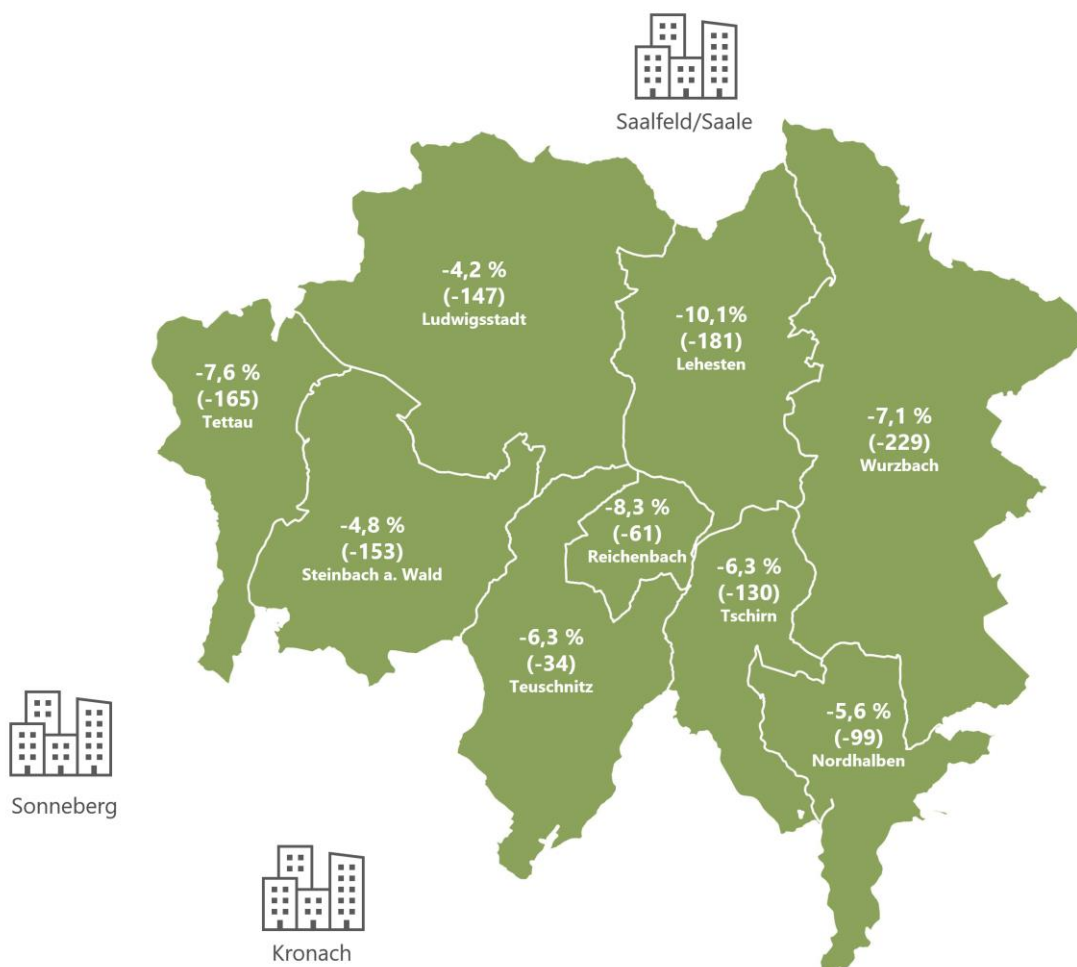 Saalfeld/Saale
-4,2 %
(-147)
Ludwigsstadt
-10,1%
(-181)
Lehesten
-7,6 %
(-165)
Tettau
-7,1 %
(-229)
Wurzbach
-4,8 %
(-153)
Steinbach a. Wald
-8,3 %
(-61)
Reichenbach
-6,3 %
(-130)
Tschirn
-6,3 %
(-34)
Teuschnitz
-5,6 %
(-99)
Nordhalben
Sonneberg
Kronach